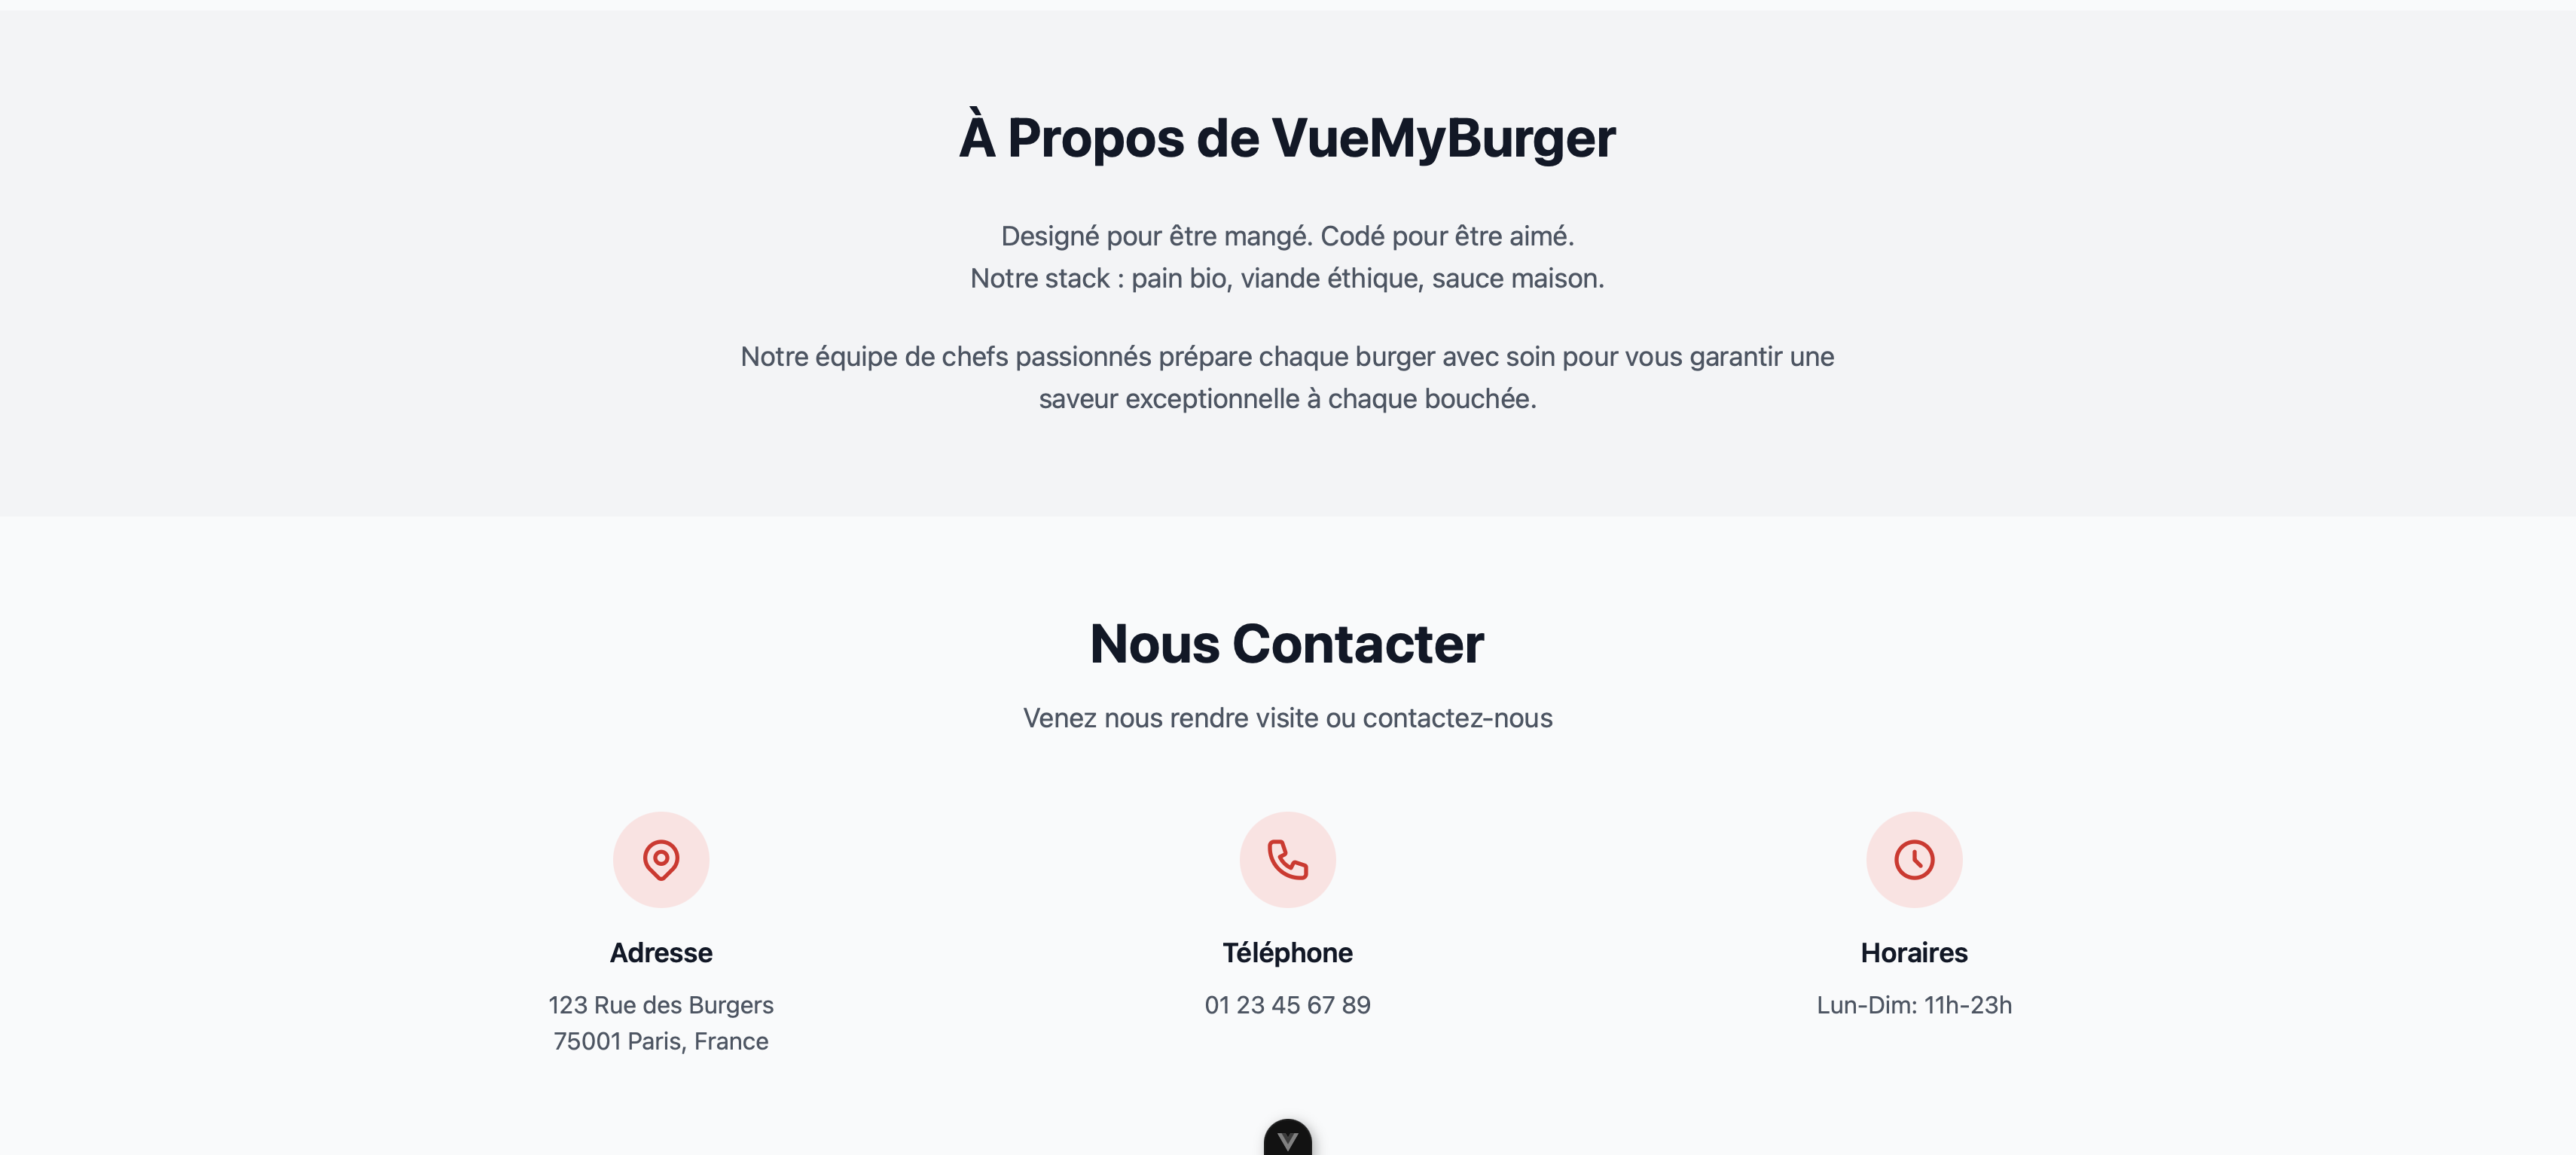 À Propos de VueMyBurger
Designé pour être mangé. Codé pour être aimé.
Notre stack : pain bio, viande éthique, sauce maison.
Notre équipe de chefs passionnés prépare chaque burger avec soin pour vous garantir une
saveur exceptionnelle à chaque bouchée.
Nous Contacter
Venez nous rendre visite ou contactez-nous
Adresse
123 Rue des Burgers
75001 Paris, France
Téléphone
01 23 45 67 89
Horaires
Lun-Dim: 11h-23h